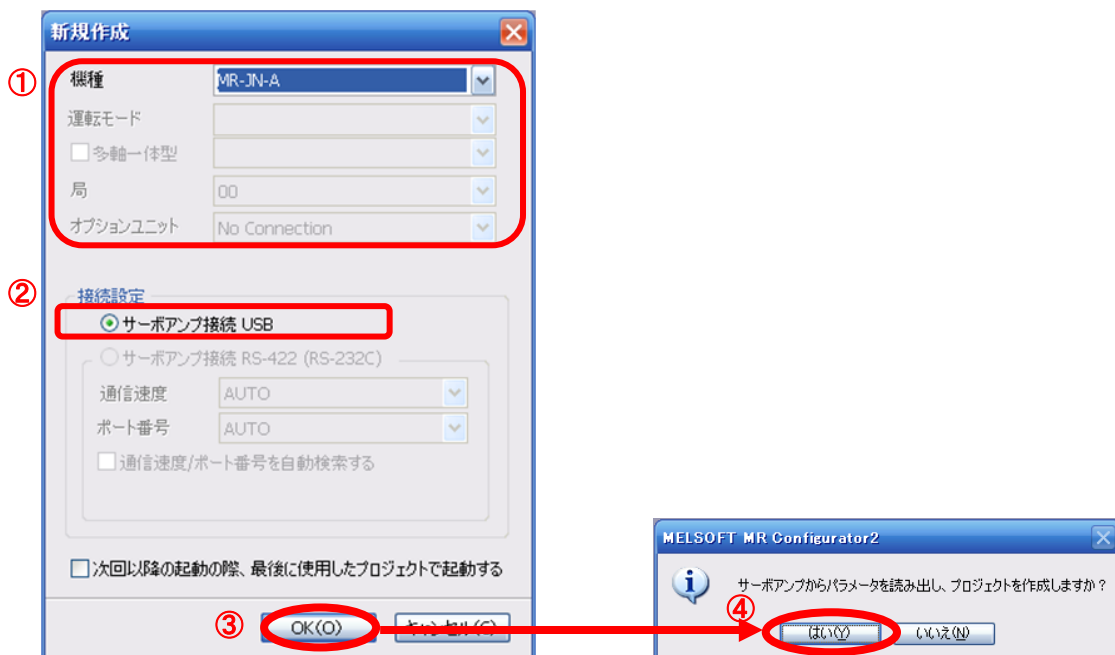 新規作成
①
機種 MR-JN-A
運転モード
多軸一体型
局 00
オプションユニット No Connection
②
接続設定
サーボアンプ接続 USB
サーボアンプ接続 RS-422 (RS-232C)
通信速度 AUTO
ポート番号 AUTO
通信速度/ポート番号を自動検索する
次回以降の起動の際、最後に使用したプロジェクトで起動する
③ OK(O) キャンセル(C)
MELSOFT MR Configurator2
サーボアンプからパラメータを読み出し、プロジェクトを作成しますか？
④
はい(Y) いいえ(N)